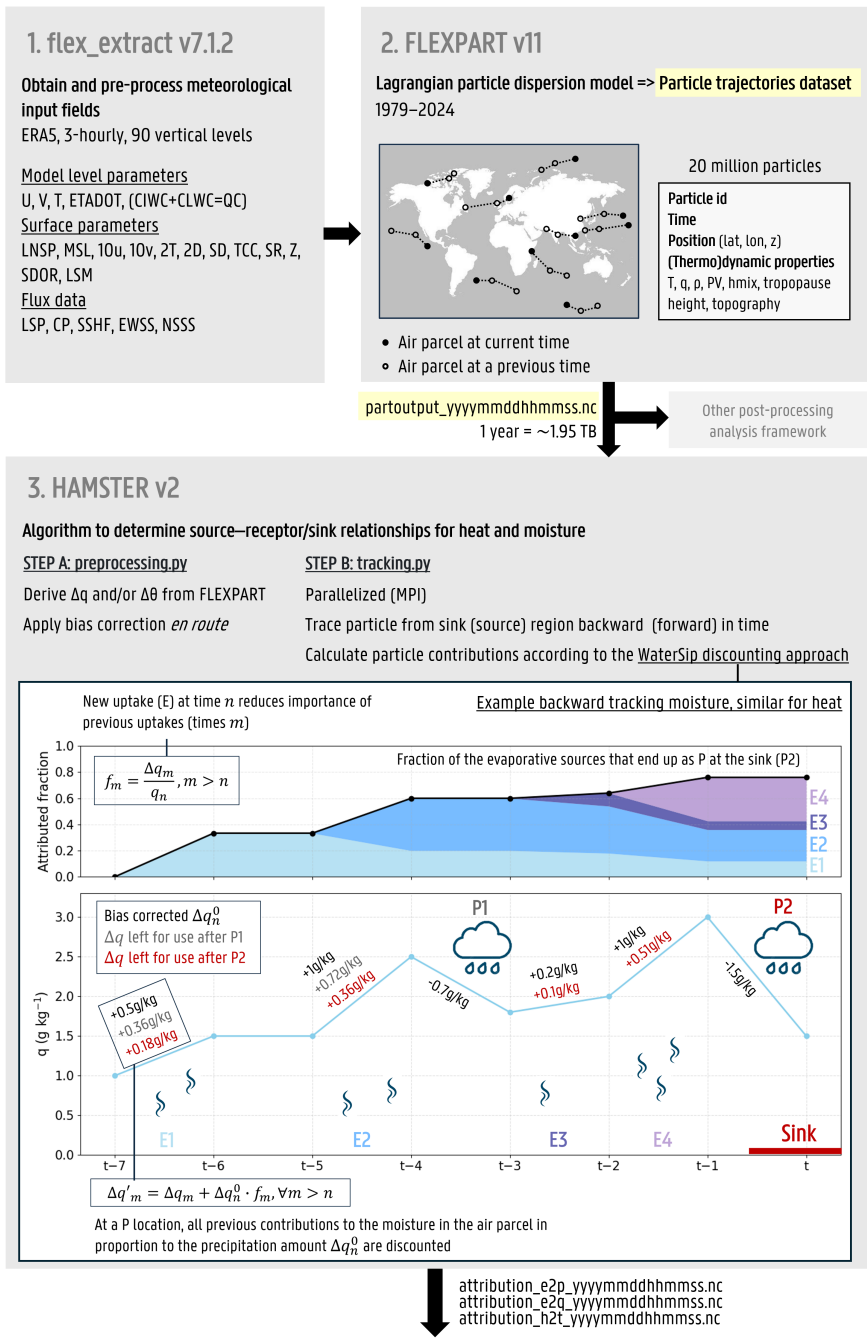 1. flex_extract v7.1.2
Obtain and pre-process meteorological
input fields
ERA5, 3-hourly, 90 vertical levels
Model level parameters
U, V, T, ETADOT, (CIWC+CLWC=QC)
Surface parameters
LNSP, MSL, 10u, 10v, 2T, 2D, SD, TCC, SR, Z,
SDOR, LSM
Flux data
LSP, CP, SSHF, EWSS, NSSS
2. FLEXPART v11
Lagrangian particle dispersion model => Particle trajectories dataset
1979–2024
20 million particles
Particle id
Time
Position (lat, lon, z)
(Thermo)dynamic properties
T, q, ρ, PV, hmix, tropopause
height, topography
Air parcel at current time
Air parcel at a previous time
partoutput_yyyymmddhhmmss.nc
1 year = ~1.95 TB
Other post-processing
analysis framework
3. HAMSTER v2
Algorithm to determine source–receptor/sink relationships for heat and moisture
STEP A: preprocessing.py
Derive Δq and/or Δθ from FLEXPART
Apply bias correction en route
STEP B: tracking.py
Parallelized (MPI)
Trace particle from sink (source) region backward (forward) in time
Calculate particle contributions according to the WaterSip discounting approach
New uptake (E) at time n reduces importance of
previous uptakes (times m)
Example backward tracking moisture, similar for heat
f_m = Δq_m / q_n , m > n
Fraction of the evaporative sources that end up as P at the sink (P2)
Attributed fraction
1.0
0.8
0.6
0.4
0.2
0.0
E4
E3
E2
E1
Bias corrected Δq_n^0
Δq left for use after P1
Δq left for use after P2
P1
P2
q (g kg⁻¹)
3.0
2.5
2.0
1.5
1.0
0.5
0.0
+0.5g/kg
+0.36g/kg
+0.18g/kg
+1g/kg
+0.72g/kg
+0.36g/kg
-0.7g/kg
+0.2g/kg
+0.1g/kg
+1g/kg
+0.51g/kg
-1.5g/kg
E1
E2
E3
E4
Sink
t−7
t−6
t−5
t−4
t−3
t−2
t−1
t
Δq'_m = Δq_m + Δq_n^0 · f_m, ∀m > n
At a P location, all previous contributions to the moisture in the air parcel in
proportion to the precipitation amount Δq_n^0 are discounted
attribution_e2p_yyyymmddhhmmss.nc
attribution_e2q_yyyymmddhhmmss.nc
attribution_h2t_yyyymmddhhmmss.nc